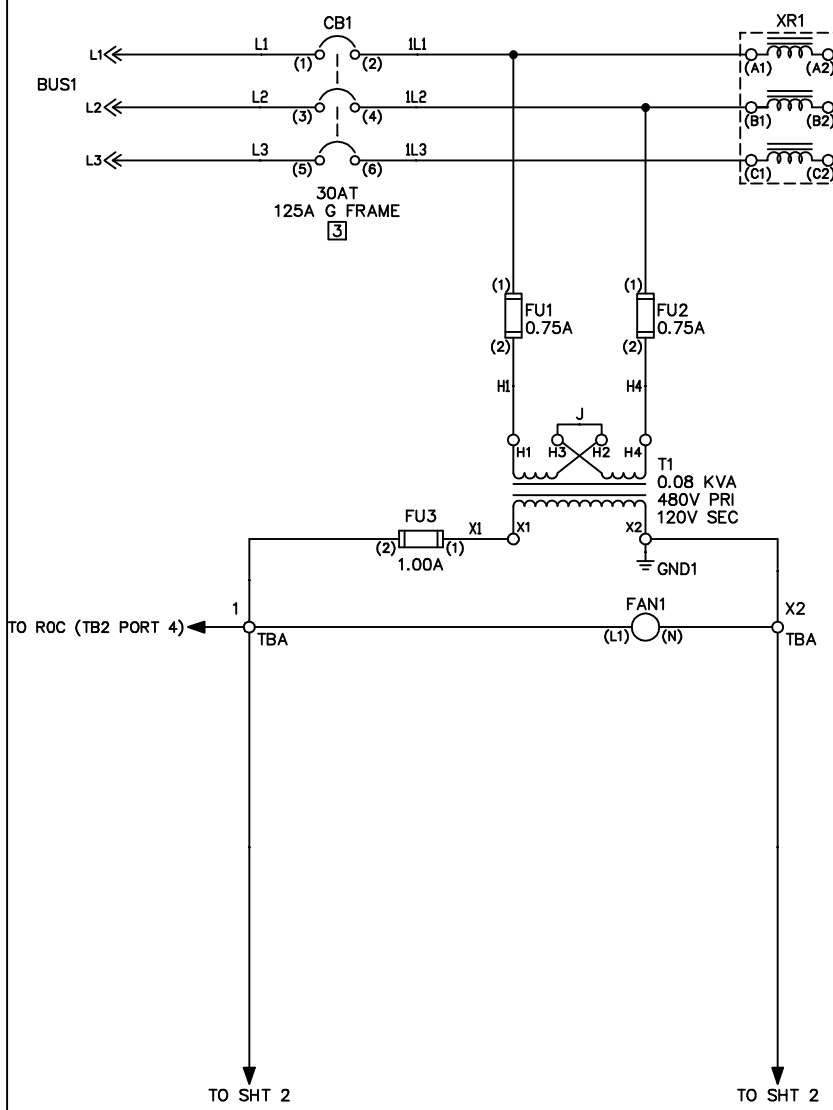 CB1
XR1
L1
L1
1L1
(1)
(2)
(A1)
(A2)
BUS1
L2
L2
1L2
(3)
(4)
(B1)
(B2)
L3
L3
1L3
(5)
(6)
(C1)
(C2)
30AT
125A G FRAME
3
(1)
FU1
0.75A
(2)
(1)
FU2
0.75A
(2)
H1
H4
J
H1
H3
H2
H4
T1
0.08 KVA
480V PRI
120V SEC
FU3
X1
X1
X2
(2)
(1)
1.00A
GND1
1
FAN1
X2
TO ROC (TB2 PORT 4)
TBA
(L1)
(N)
TBA
TO SHT 2
TO SHT 2